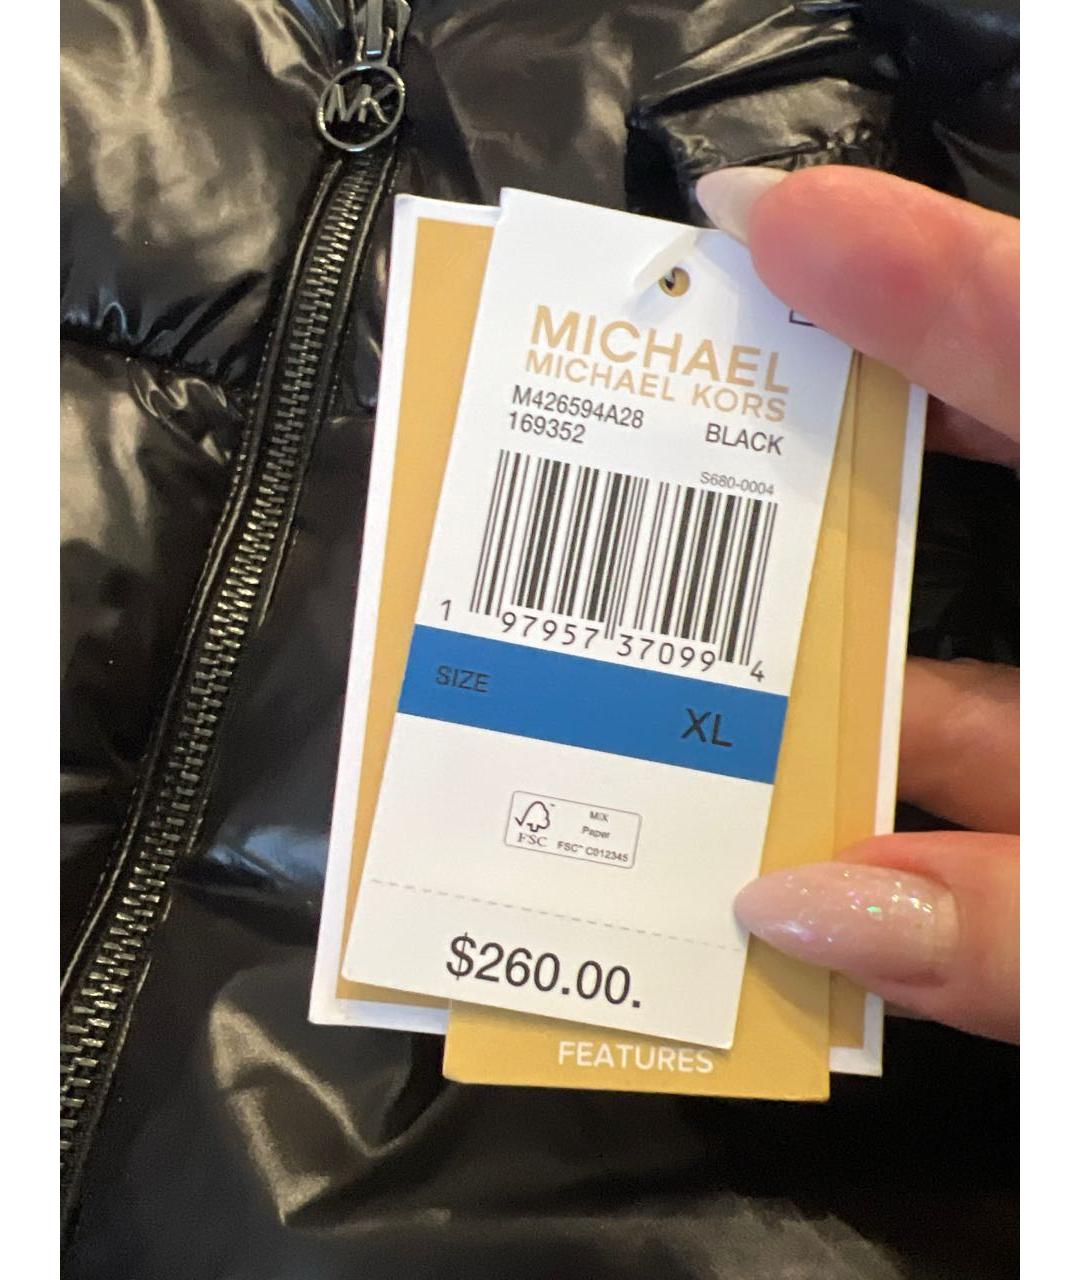 MK
MICHAEL
MICHAEL KORS
M426594A28
169352 BLACK
S680-0004
1 97957 37099 4
SIZE XL
FSC™ MIX
Paper
FSC™ C012345
$260.00.
FEATURES